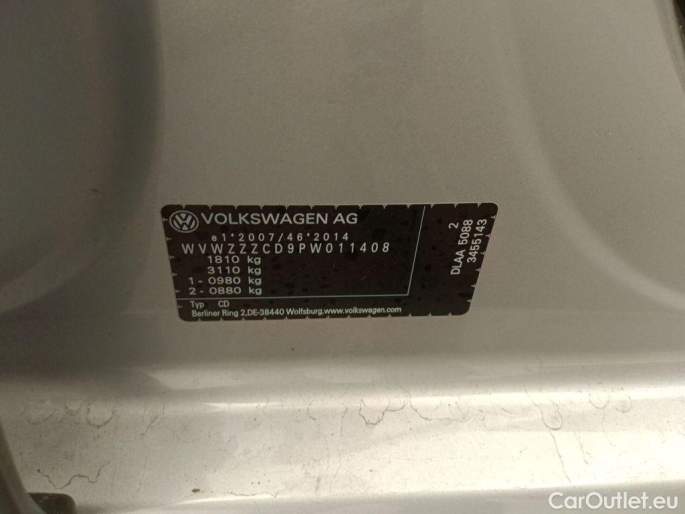 VOLKSWAGEN AG
e1*2007/46*2014
WVWZZZCD9PW011408
1810 kg
3110 kg
1 - 0980 kg
2 - 0880 kg
Typ CD
Berliner Ring 2,DE-38440 Wolfsburg,www.volkswagen.com
2
DLAA 5088
3455143
CarOutlet.eu